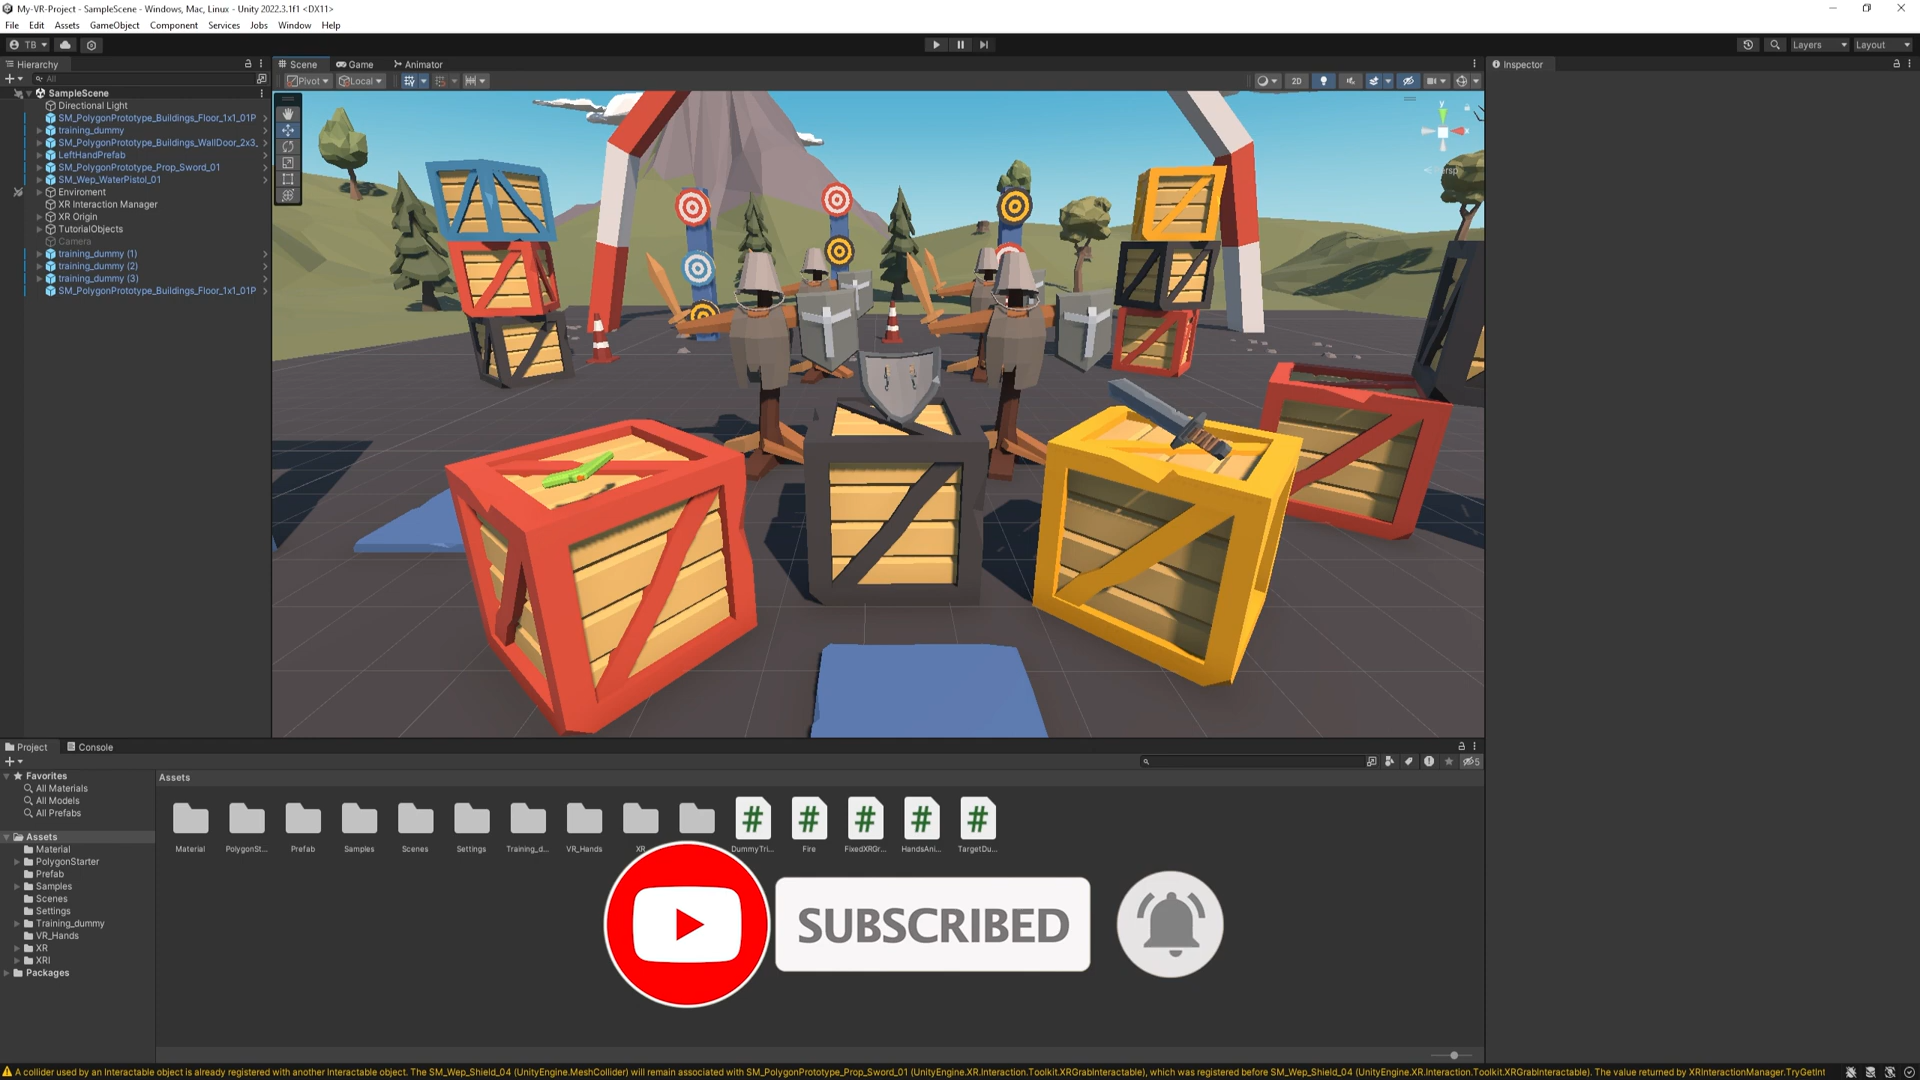 My-VR-Project - SampleScene - Windows, Mac, Linux - Unity 2022.3.1f1 <DX11>
File Edit Assets GameObject Component Services Jobs Window Help
TB Layers Layout
Hierarchy
All
SampleScene
Directional Light
SM_PolygonPrototype_Buildings_Floor_1x1_01P
training_dummy
SM_PolygonPrototype_Buildings_WallDoor_2x3_
LeftHandPrefab
SM_PolygonPrototype_Prop_Sword_01
SM_Wep_WaterPistol_01
Enviroment
XR Interaction Manager
XR Origin
TutorialObjects
Camera
training_dummy (1)
training_dummy (2)
training_dummy (3)
SM_PolygonPrototype_Buildings_Floor_1x1_01P
Scene Game Animator
Pivot Local 2D
y
x
Persp
Inspector
Project Console
5
Favorites
All Materials
All Models
All Prefabs
Assets
Material
PolygonStarter
Prefab
Samples
Scenes
Settings
Training_dummy
VR_Hands
XR
XRI
Packages
Assets
Material PolygonSt... Prefab Samples Scenes Settings Training_d... VR_Hands XR DummyTri... Fire FixedXRGr... HandsAni... TargetDu...
SUBSCRIBED
A collider used by an Interactable object is already registered with another Interactable object. The SM_Wep_Shield_04 (UnityEngine.MeshCollider) will remain associated with SM_PolygonPrototype_Prop_Sword_01 (UnityEngine.XR.Interaction.Toolkit.XRGrabInteractable), which was registered before SM_Wep_Shield_04 (UnityEngine.XR.Interaction.Toolkit.XRGrabInteractable). The value returned by XRInteractionManager.TryGetInt